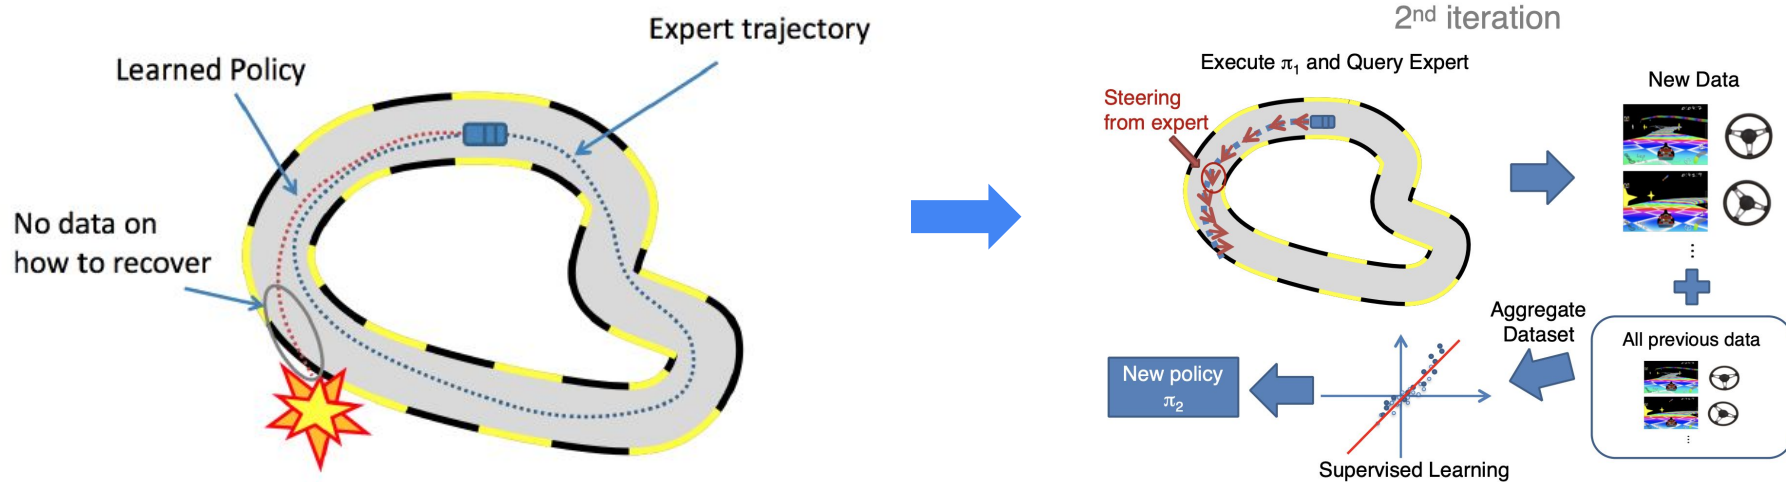 Expert trajectory
Learned Policy
No data on
how to recover
2nd iteration
Execute π1 and Query Expert
Steering
from expert
New Data
...
Aggregate
Dataset
All previous data
...
New policy
π2
Supervised Learning